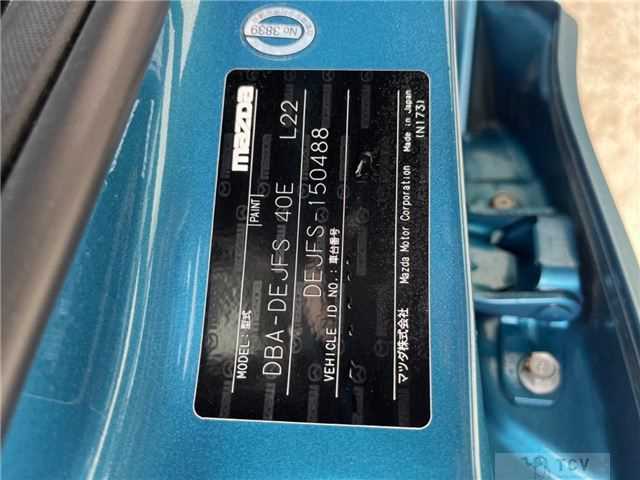 No 3839
mazda
PAINT
MODEL: 型式
DBA-DEJFS 40E L22
VEHICLE ID NO.: 車台番号
DEJFS-150488
マツダ株式会社 Mazda Motor Corporation Made in Japan
(N173)
TCV